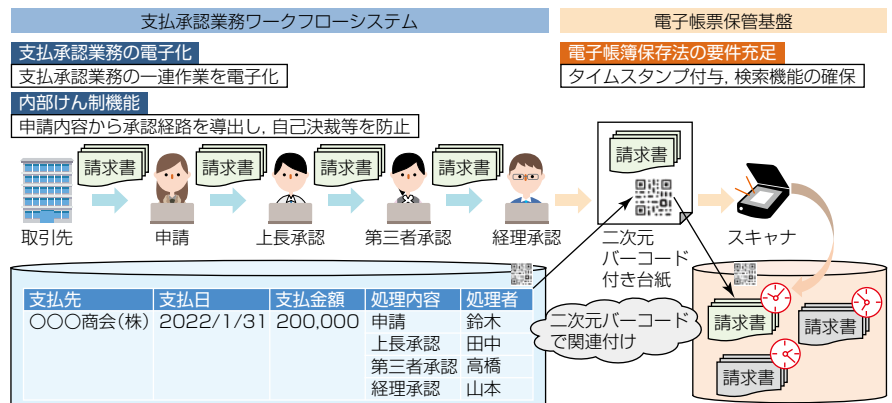 支払承認業務ワークフローシステム
電子帳票保管基盤
支払承認業務の電子化
支払承認業務の一連作業を電子化
内部けん制機能
申請内容から承認経路を導出し，自己決裁等を防止
電子帳簿保存法の要件充足
タイムスタンプ付与，検索機能の確保
請求書
請求書
請求書
請求書
請求書
取引先
申請
上長承認
第三者承認
経理承認
二次元
バーコード
付き台紙
スキャナ
支払先 支払日 支払金額 処理内容 処理者
〇〇〇商会（株） 2022/1/31 200,000 申請 鈴木
上長承認 田中
第三者承認 高橋
経理承認 山本
二次元バーコード
で関連付け
請求書
請求書
請求書